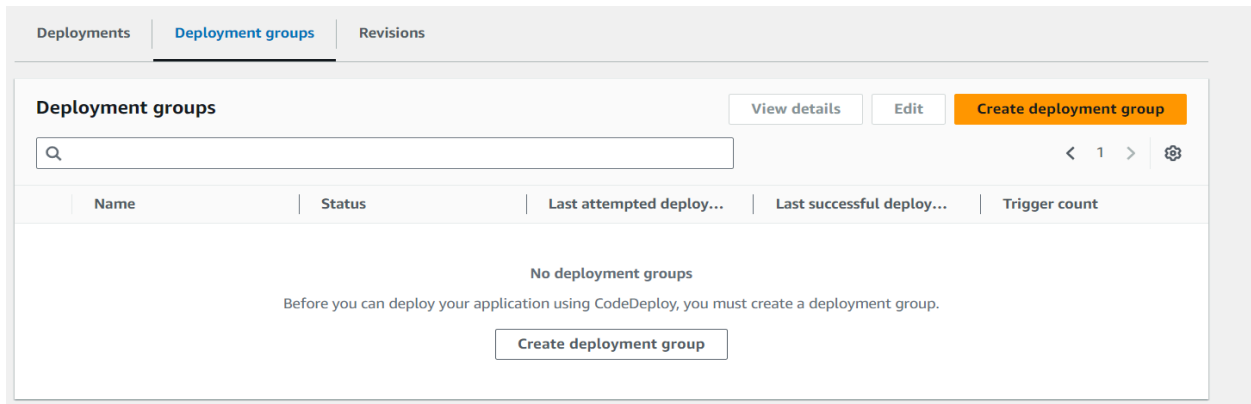 Deployments
Deployment groups
Revisions
Deployment groups
View details
Edit
Create deployment group
1
Name
Status
Last attempted deploy...
Last successful deploy...
Trigger count
No deployment groups
Before you can deploy your application using CodeDeploy, you must create a deployment group.
Create deployment group